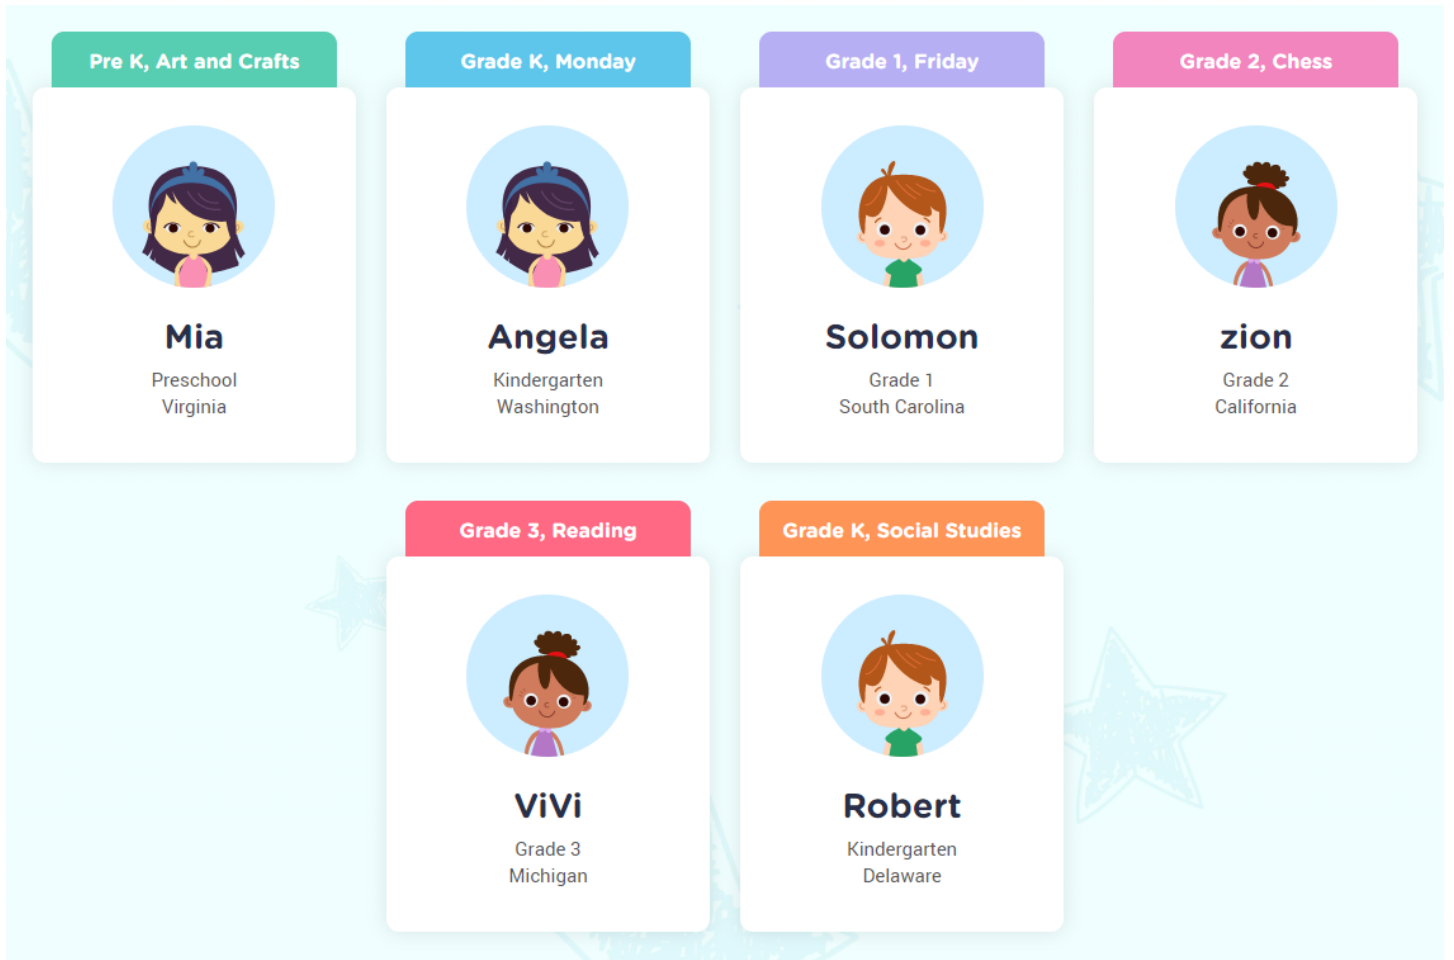 Pre K, Art and Crafts
Mia
Preschool
Virginia
Grade K, Monday
Angela
Kindergarten
Washington
Grade 1, Friday
Solomon
Grade 1
South Carolina
Grade 2, Chess
zion
Grade 2
California
Grade 3, Reading
ViVi
Grade 3
Michigan
Grade K, Social Studies
Robert
Kindergarten
Delaware